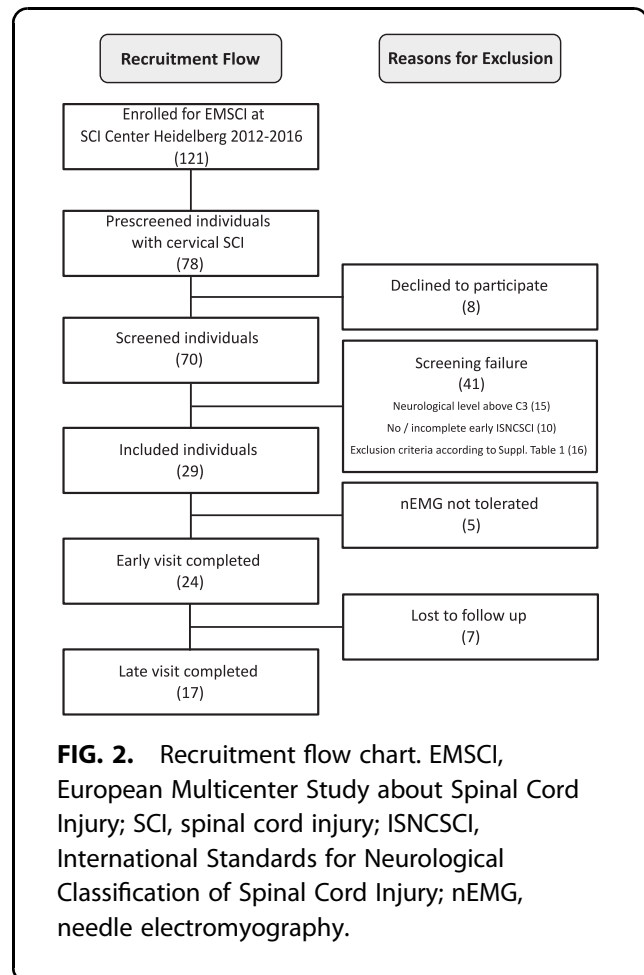 Recruitment Flow
Reasons for Exclusion
Enrolled for EMSCI at
SCI Center Heidelberg 2012-2016
(121)
Prescreened individuals
with cervical SCI
(78)
Declined to participate
(8)
Screened individuals
(70)
Screening failure
(41)
Neurological level above C3 (15)
No / incomplete early ISNCSCI (10)
Exclusion criteria according to Suppl. Table 1 (16)
Included individuals
(29)
nEMG not tolerated
(5)
Early visit completed
(24)
Lost to follow up
(7)
Late visit completed
(17)
FIG. 2. Recruitment flow chart. EMSCI,
European Multicenter Study about Spinal Cord
Injury; SCI, spinal cord injury; ISNCSCI,
International Standards for Neurological
Classification of Spinal Cord Injury; nEMG,
needle electromyography.